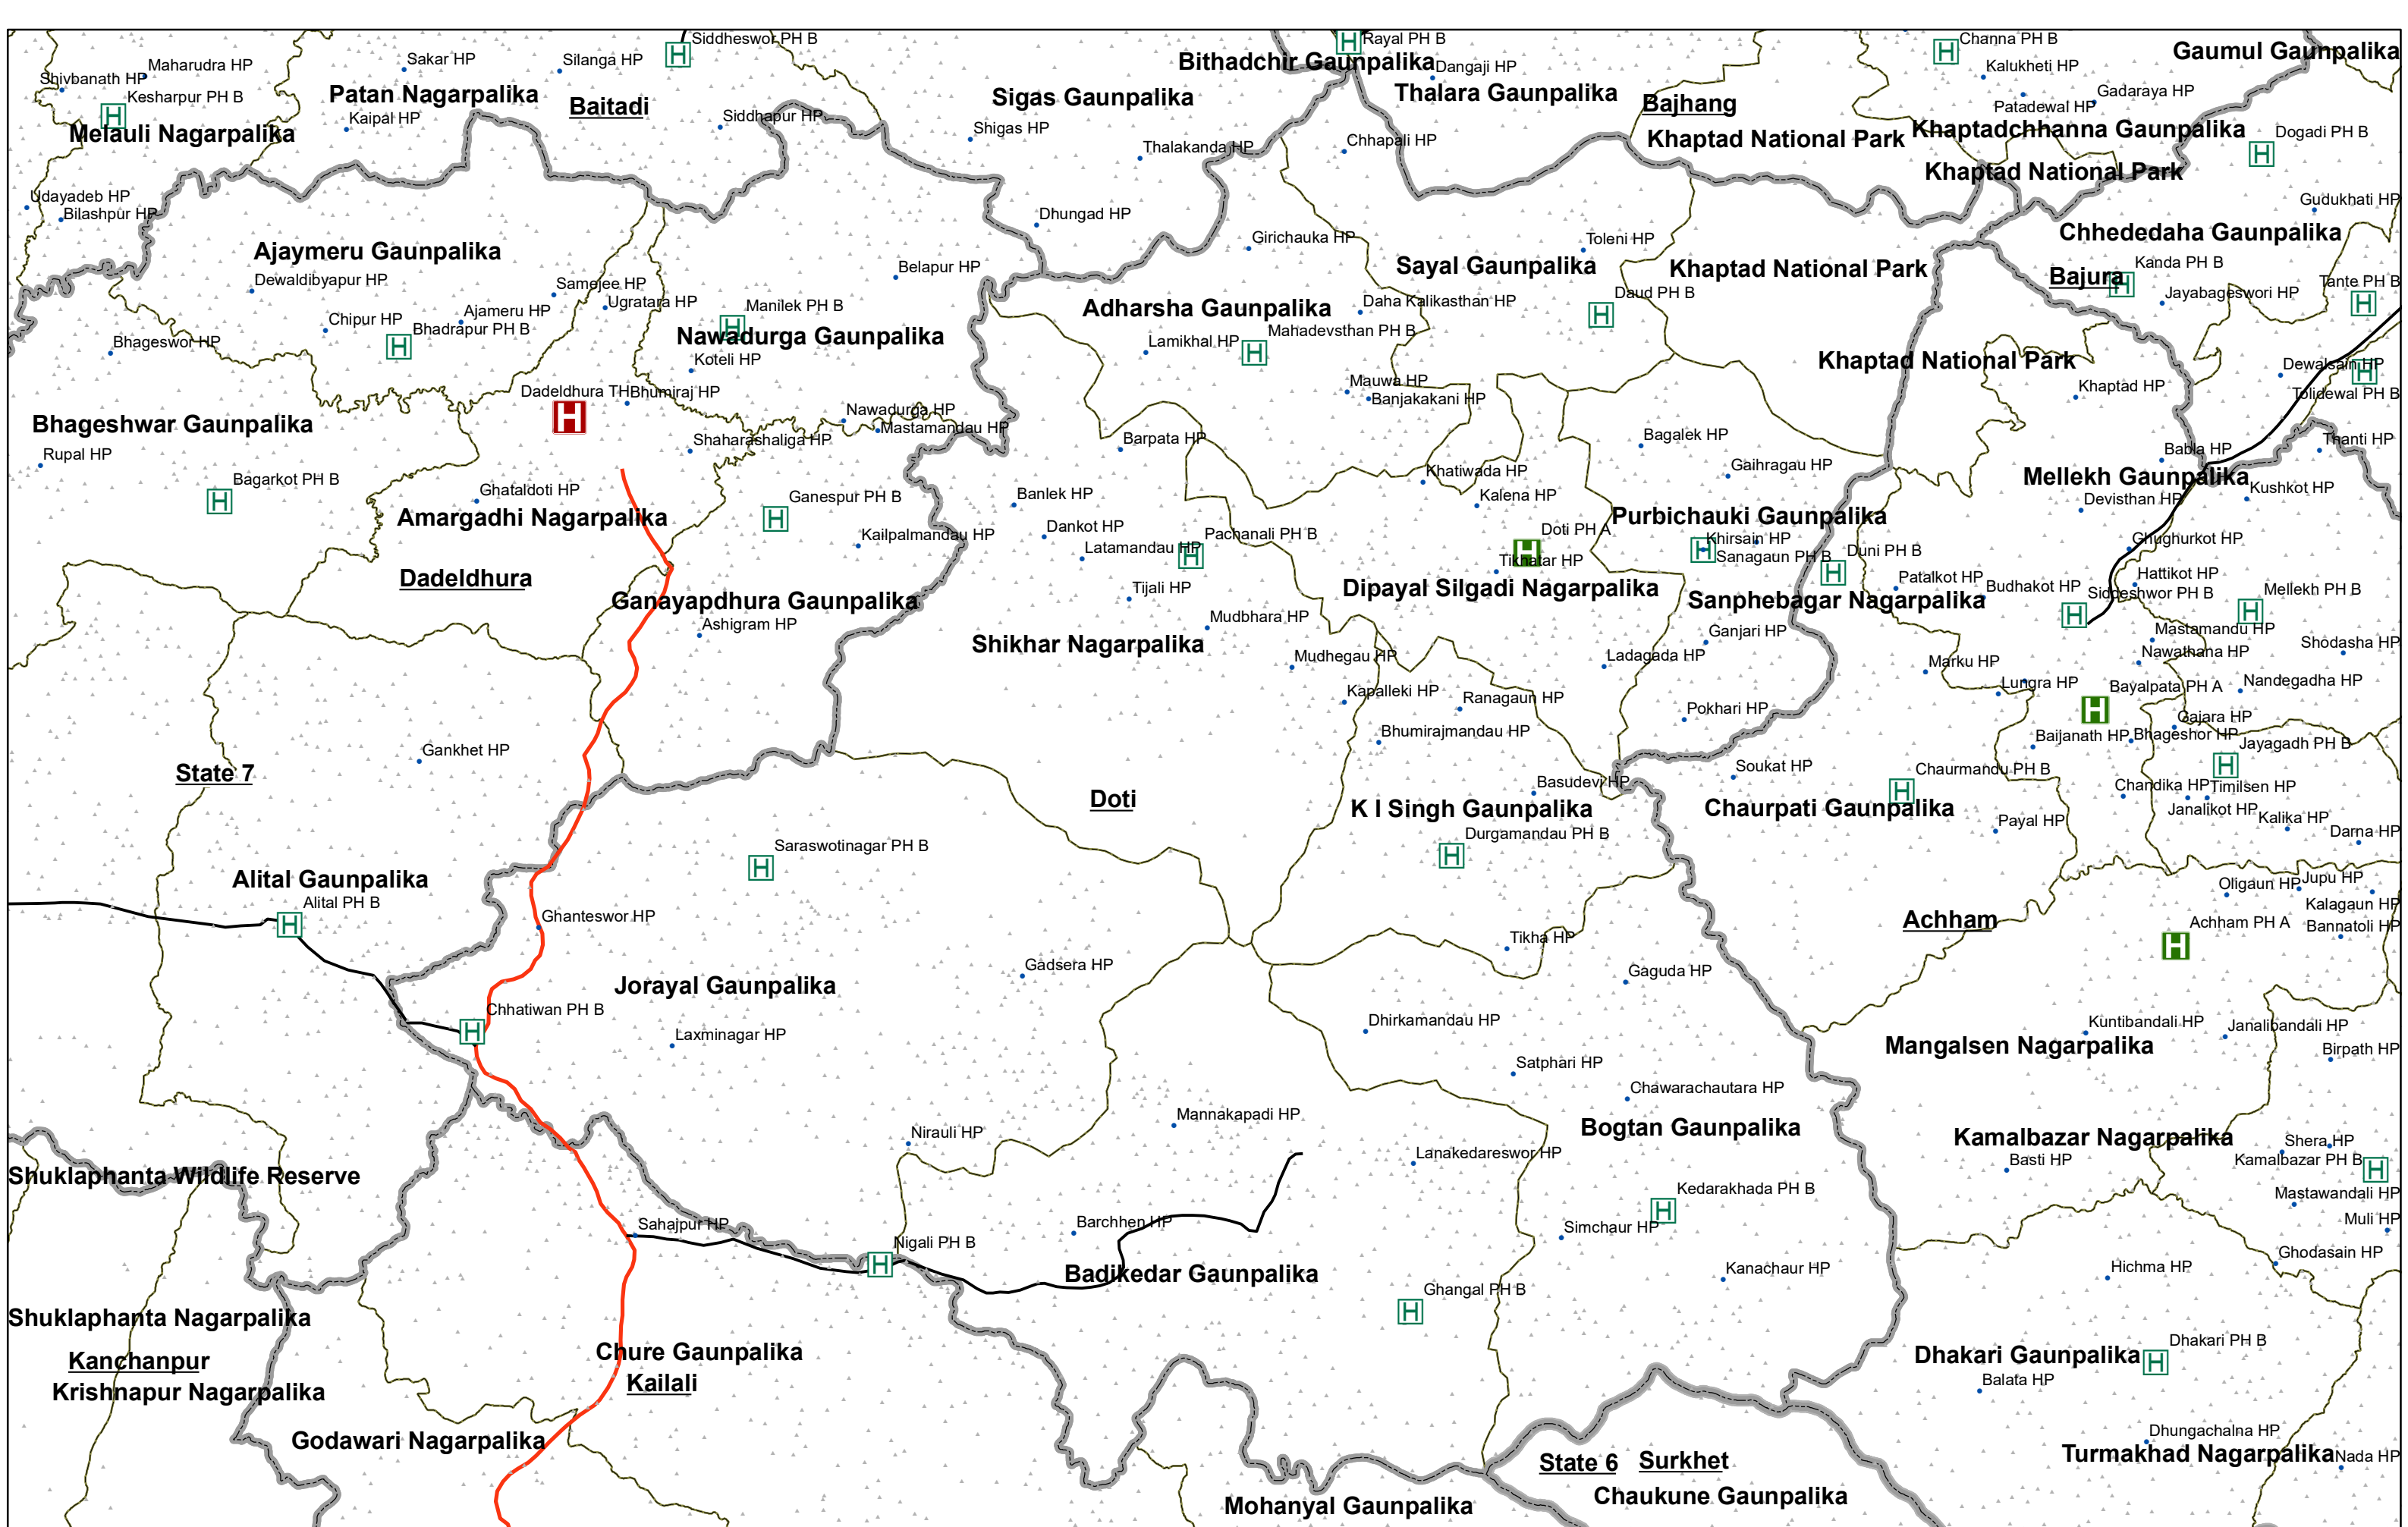 Siddheswor PH B
Rayal PH B
Channa PH B
Gaumul Gaunpalika
Maharudra HP
Sakar HP
Silanga HP
Bithadchir Gaunpalika
Dangaji HP
Kalukheti HP
Shivbanath HP
Kesharpur PH B
Patan Nagarpalika
Baitadi
Sigas Gaunpalika
Thalara Gaunpalika
Bajhang
Gadaraya HP
Patadewal HP
Kaipal HP
Siddhapur HP
Melauli Nagarpalika
Shigas HP
Thalakanda HP
Chhapali HP
Khaptad National Park
Khaptadchhanna Gaunpalika
Dogadi PH B
Khaptad National Park
Udayadeb HP
Bilashpur HP
Dhungad HP
Gudukhati HP
Ajaymeru Gaunpalika
Girichauka HP
Toleni HP
Chhededaha Gaunpalika
Dewaldibyapur HP
Belapur HP
Sayal Gaunpalika
Khaptad National Park
Kanda PH B
Bajura
Tante PH B
Samejee HP
Ugratara HP
Manilek PH B
Adharsha Gaunpalika
Daha Kalikasthan HP
Daud PH B
Jayabageswori HP
Chipur HP
Ajameru HP
Bhadrapur PH B
Nawadurga Gaunpalika
Mahadevsthan PH B
Bhageswor HP
Koteli HP
Lamikhal HP
Khaptad National Park
Dewalsain HP
Dadeldhura TH
Bhumiraj HP
Mauwa HP
Banjakakani HP
Khaptad HP
Tolidewal PH B
Bhageshwar Gaunpalika
Nawadurga HP
Mastamandau HP
Shaharashaliga HP
Barpata HP
Bagalek HP
Thanti HP
Rupal HP
Babla HP
Bagarkot PH B
Khatiwada HP
Gaihragau HP
Mellekh Gaunpalika
Ghataldoti HP
Ganespur PH B
Banlek HP
Kalena HP
Devisthan HP
Kushkot HP
Amargadhi Nagarpalika
Kailpalmandau HP
Dankot HP
Pachanali PH B
Doti PH A
Purbichauki Gaunpalika
Khirsain HP
Ghughurkot HP
Latamandau HP
Tikhatar HP
Sanagaun PH B
Duni PH B
Dadeldhura
Tijali HP
Dipayal Silgadi Nagarpalika
Patalkot HP
Budhakot HP
Hattikot HP
Siddeshwor PH B
Mellekh PH B
Ganayapdhura Gaunpalika
Sanphebagar Nagarpalika
Ashigram HP
Mudbhara HP
Ganjari HP
Mastamandu HP
Shikhar Nagarpalika
Shodasha HP
Mudhegau HP
Ladagada HP
Marku HP
Nawathana HP
Kapalleki HP
Ranagaun HP
Lungra HP
Bayalpata PH A
Nandegadha HP
Pokhari HP
Gajara HP
Bhumirajmandau HP
Baijanath HP
Bhageshor HP
Jayagadh PH B
Gankhet HP
State 7
Soukat HP
Chaurmandu PH B
Basudevi HP
Chandika HP
Timilsen HP
Doti
K I Singh Gaunpalika
Chaurpati Gaunpalika
Janalikot HP
Kalika HP
Payal HP
Darna HP
Durgamandau PH B
Saraswotinagar PH B
Alital Gaunpalika
Alital PH B
Oligaun HP
Jupu HP
Kalagaun HP
Ghanteswor HP
Achham
Achham PH A
Bannatoli HP
Tikha HP
Gadsera HP
Gaguda HP
Jorayal Gaunpalika
Chhatiwan PH B
Dhirkamandau HP
Kuntibandali HP
Janalibandali HP
Laxminagar HP
Mangalsen Nagarpalika
Birpath HP
Satphari HP
Chawarachautara HP
Mannakapadi HP
Bogtan Gaunpalika
Nirauli HP
Kamalbazar Nagarpalika
Shera HP
Lanakedareswor HP
Basti HP
Kamalbazar PH B
Shuklaphanta Wildlife Reserve
Kedarakhada PH B
Mastawandali HP
Sahajpur HP
Barchhen HP
Simchaur HP
Muli HP
Nigali PH B
Ghodasain HP
Badikedar Gaunpalika
Kanachaur HP
Hichma HP
Ghangal PH B
Shuklaphanta Nagarpalika
Chure Gaunpalika
Dhakari PH B
Kanchanpur
Dhakari Gaunpalika
Kailali
Krishnapur Nagarpalika
Balata HP
Godawari Nagarpalika
Dhungachalna HP
State 6
Surkhet
Turmakhad Nagarpalika
Nada HP
Mohanyal Gaunpalika
Chaukune Gaunpalika